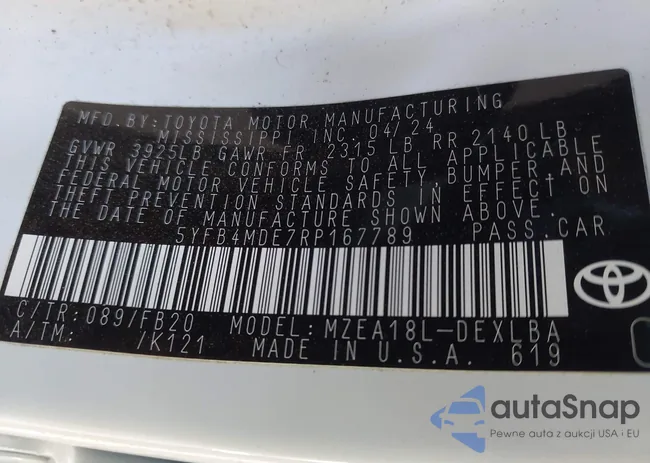 MFD. BY: TOYOTA MOTOR MANUFACTURING
MISSISSIPPI INC. 04/24
GVWR 3925LB GAWR FR. 2315 LB RR 2140 LB
THIS VEHICLE CONFORMS TO ALL APPLICABLE
FEDERAL MOTOR VEHICLE SAFETY, BUMPER, AND
THEFT PREVENTION STANDARDS IN EFFECT ON
THE DATE OF MANUFACTURE SHOWN ABOVE.
5YFB4MDE7RP167789 PASS.CAR
C/TR: 089/FB20 MODEL: MZEA18L-DEXLBA
A/TM: /K121 MADE IN U.S.A. 619
autaSnap
Pewne auta z aukcji USA • EU